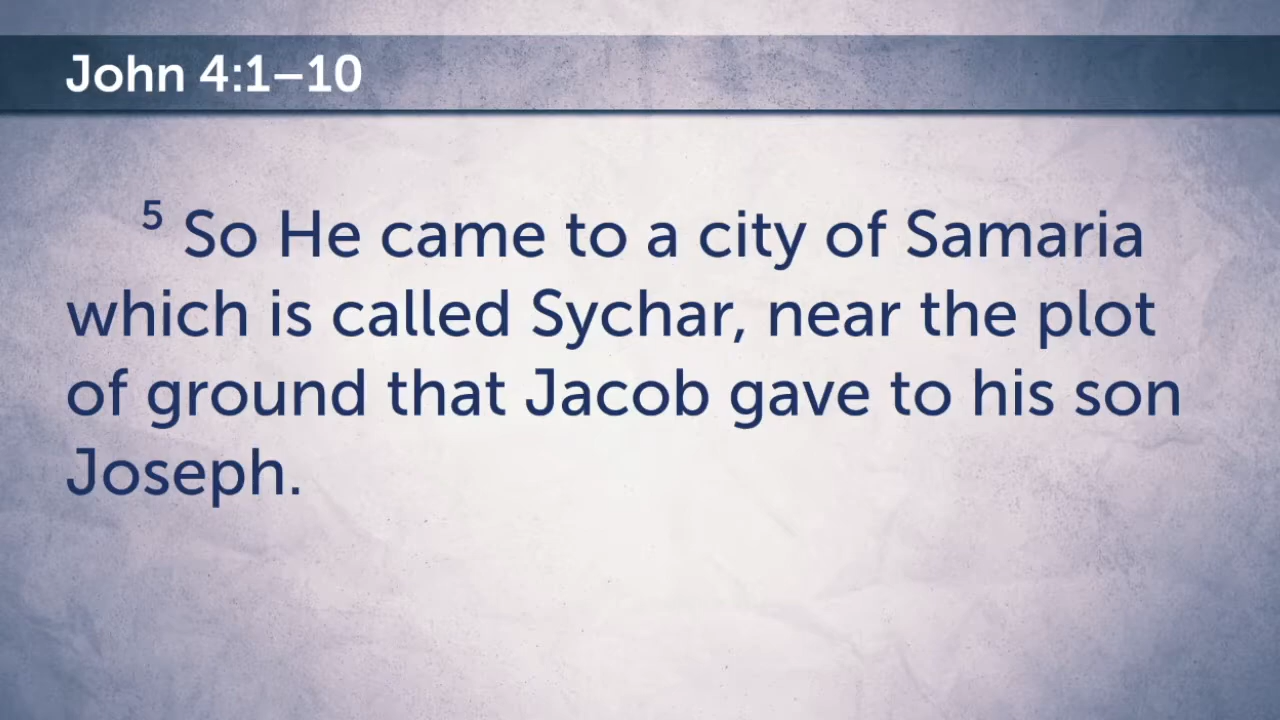 John 4:1–10
5 So He came to a city of Samaria
which is called Sychar, near the plot
of ground that Jacob gave to his son
Joseph.